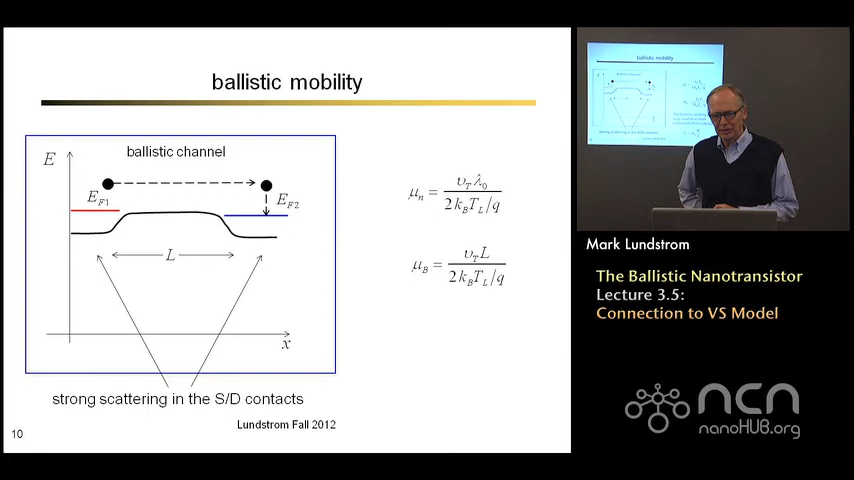 ballistic mobility
ballistic channel
E
E_F1
E_F2
L
x
μ_n = υ_T λ_0 / 2k_B T_L/q
μ_B = υ_T L / 2k_B T_L/q
strong scattering in the S/D contacts
Lundstrom Fall 2012
10
ballistic mobility
Mark Lundstrom
The Ballistic Nanotransistor
Lecture 3.5:
Connection to VS Model
ncn
nanoHUB.org